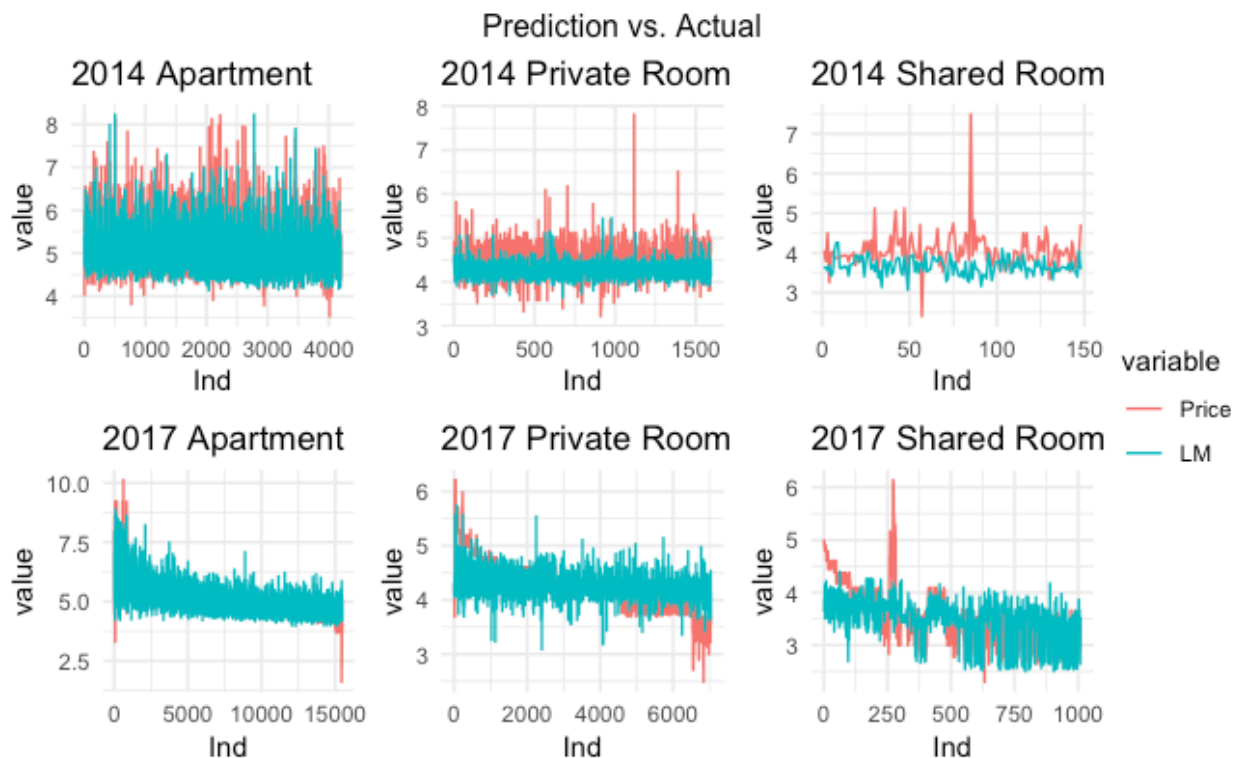 Prediction vs. Actual
2014 Apartment
8
7
6
5
4
value
0 1000 2000 3000 4000
Ind
2014 Private Room
8
7
6
5
4
3
value
0 500 1000 1500
Ind
2014 Shared Room
7
6
5
4
3
value
0 50 100 150
Ind
variable
Price
LM
2017 Apartment
10.0
7.5
5.0
2.5
value
0 5000 10000 15000
Ind
2017 Private Room
6
5
4
3
value
0 2000 4000 6000
Ind
2017 Shared Room
6
5
4
3
value
0 250 500 750 1000
Ind